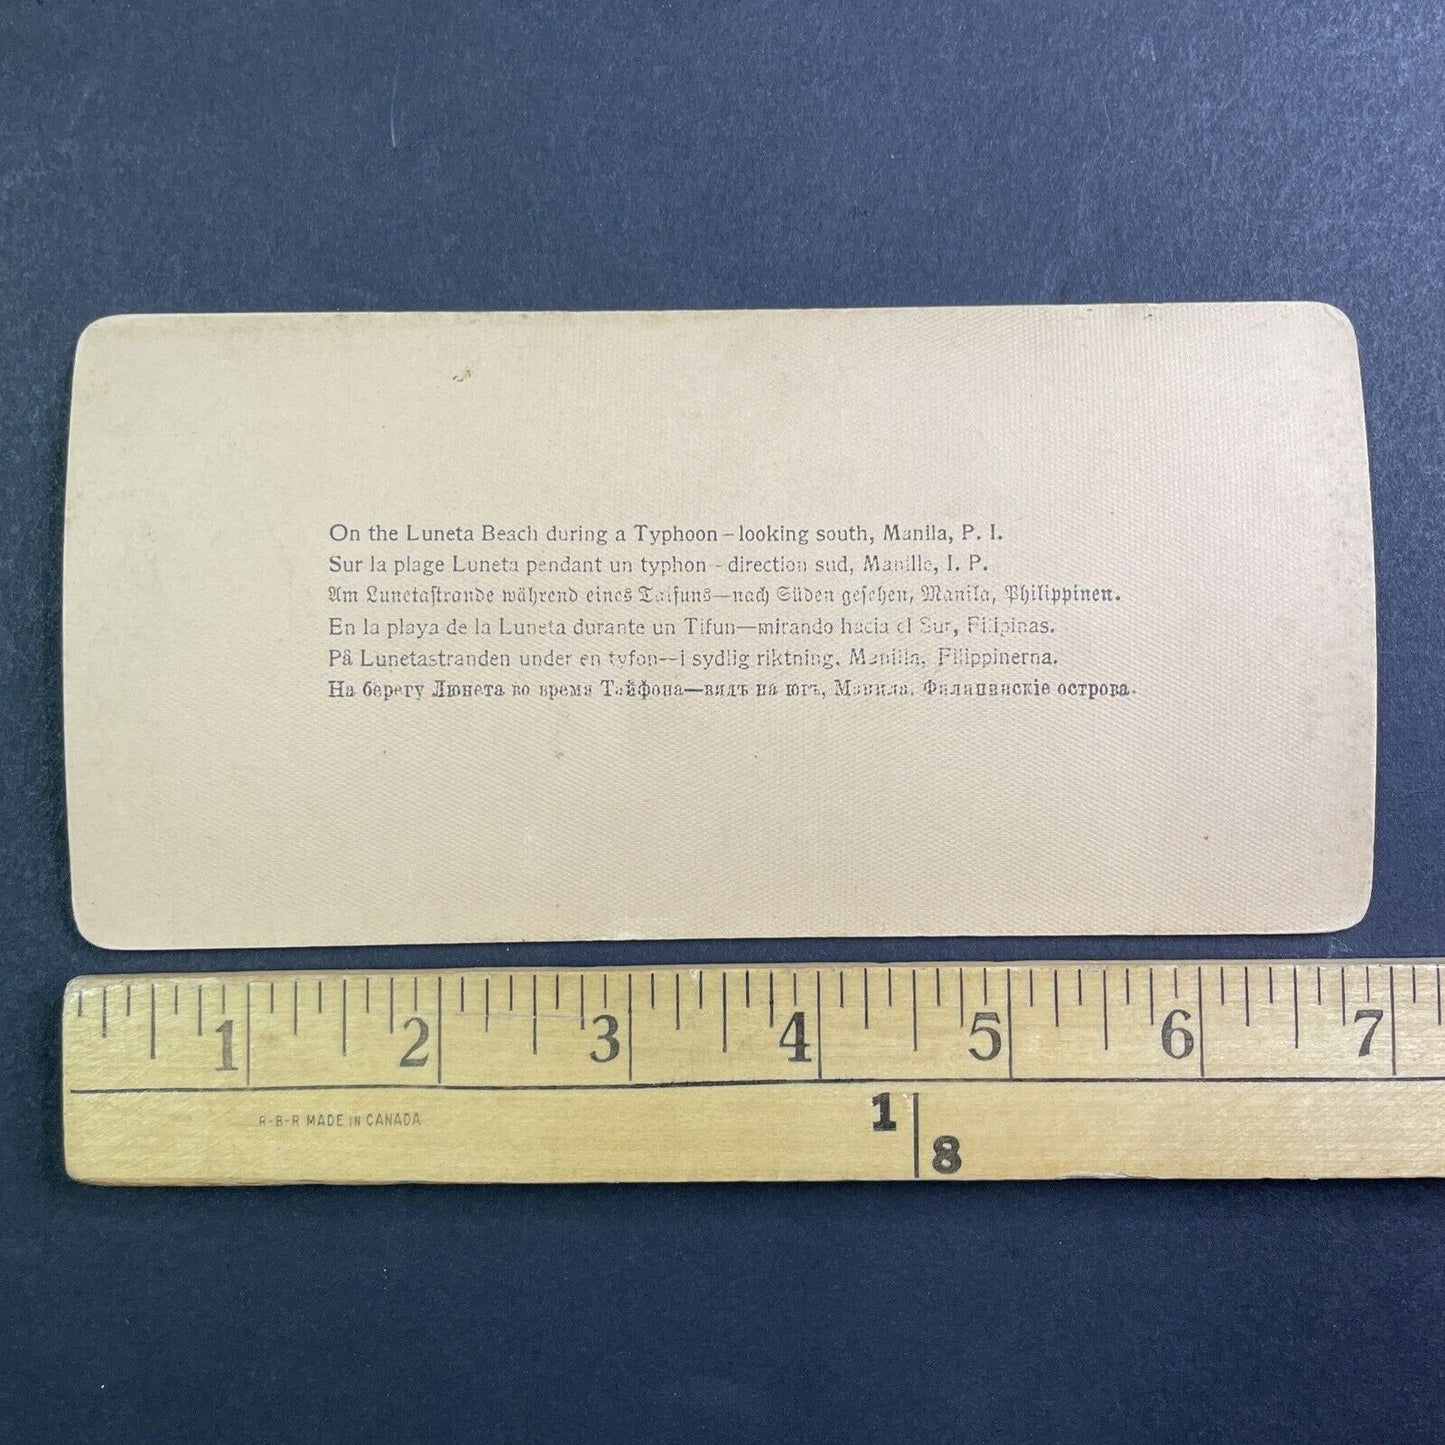 On the Luneta Beach during a Typhoon – looking south, Manila, P. I.
Sur la plage Luneta pendant un typhon – direction sud, Manille, I. P.
Am Lunetaſtrande während eines Taifuns—nach Süden geſehen, Manila, Philippinen.
En la playa de la Luneta durante un Tifun—mirando hacia el Sur, Filipinas.
På Lunetastranden under en tyfon—i sydlig riktning, Manilla, Filippinerna.
На берегу Люнета во время Тайфона—видъ на югъ, Манила, Филипинскіе острова.
1 2 3 4 5 6 7
R-B-R MADE IN CANADA
1
8